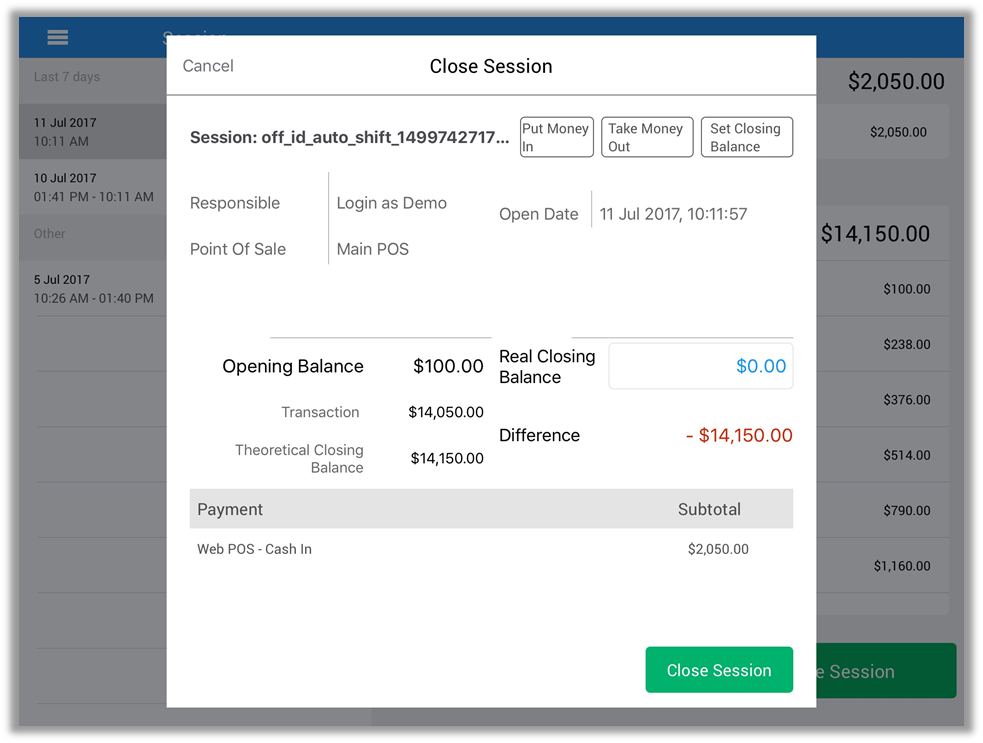 Session
Last 7 days
11 Jul 2017
10:11 AM
10 Jul 2017
01:41 PM - 10:11 AM
Other
5 Jul 2017
10:26 AM - 01:40 PM
Cancel
Close Session
Session: off_id_auto_shift_1499742717...
Put Money
In
Take Money
Out
Set Closing
Balance
Responsible
Login as Demo
Open Date
11 Jul 2017, 10:11:57
Point Of Sale
Main POS
Opening Balance
$100.00
Real Closing
Balance
$0.00
Transaction
$14,050.00
Difference
- $14,150.00
Theoretical Closing
Balance
$14,150.00
Payment
Subtotal
Web POS - Cash In
$2,050.00
Close Session
$2,050.00
$2,050.00
$14,150.00
$100.00
$238.00
$376.00
$514.00
$790.00
$1,160.00
e Session